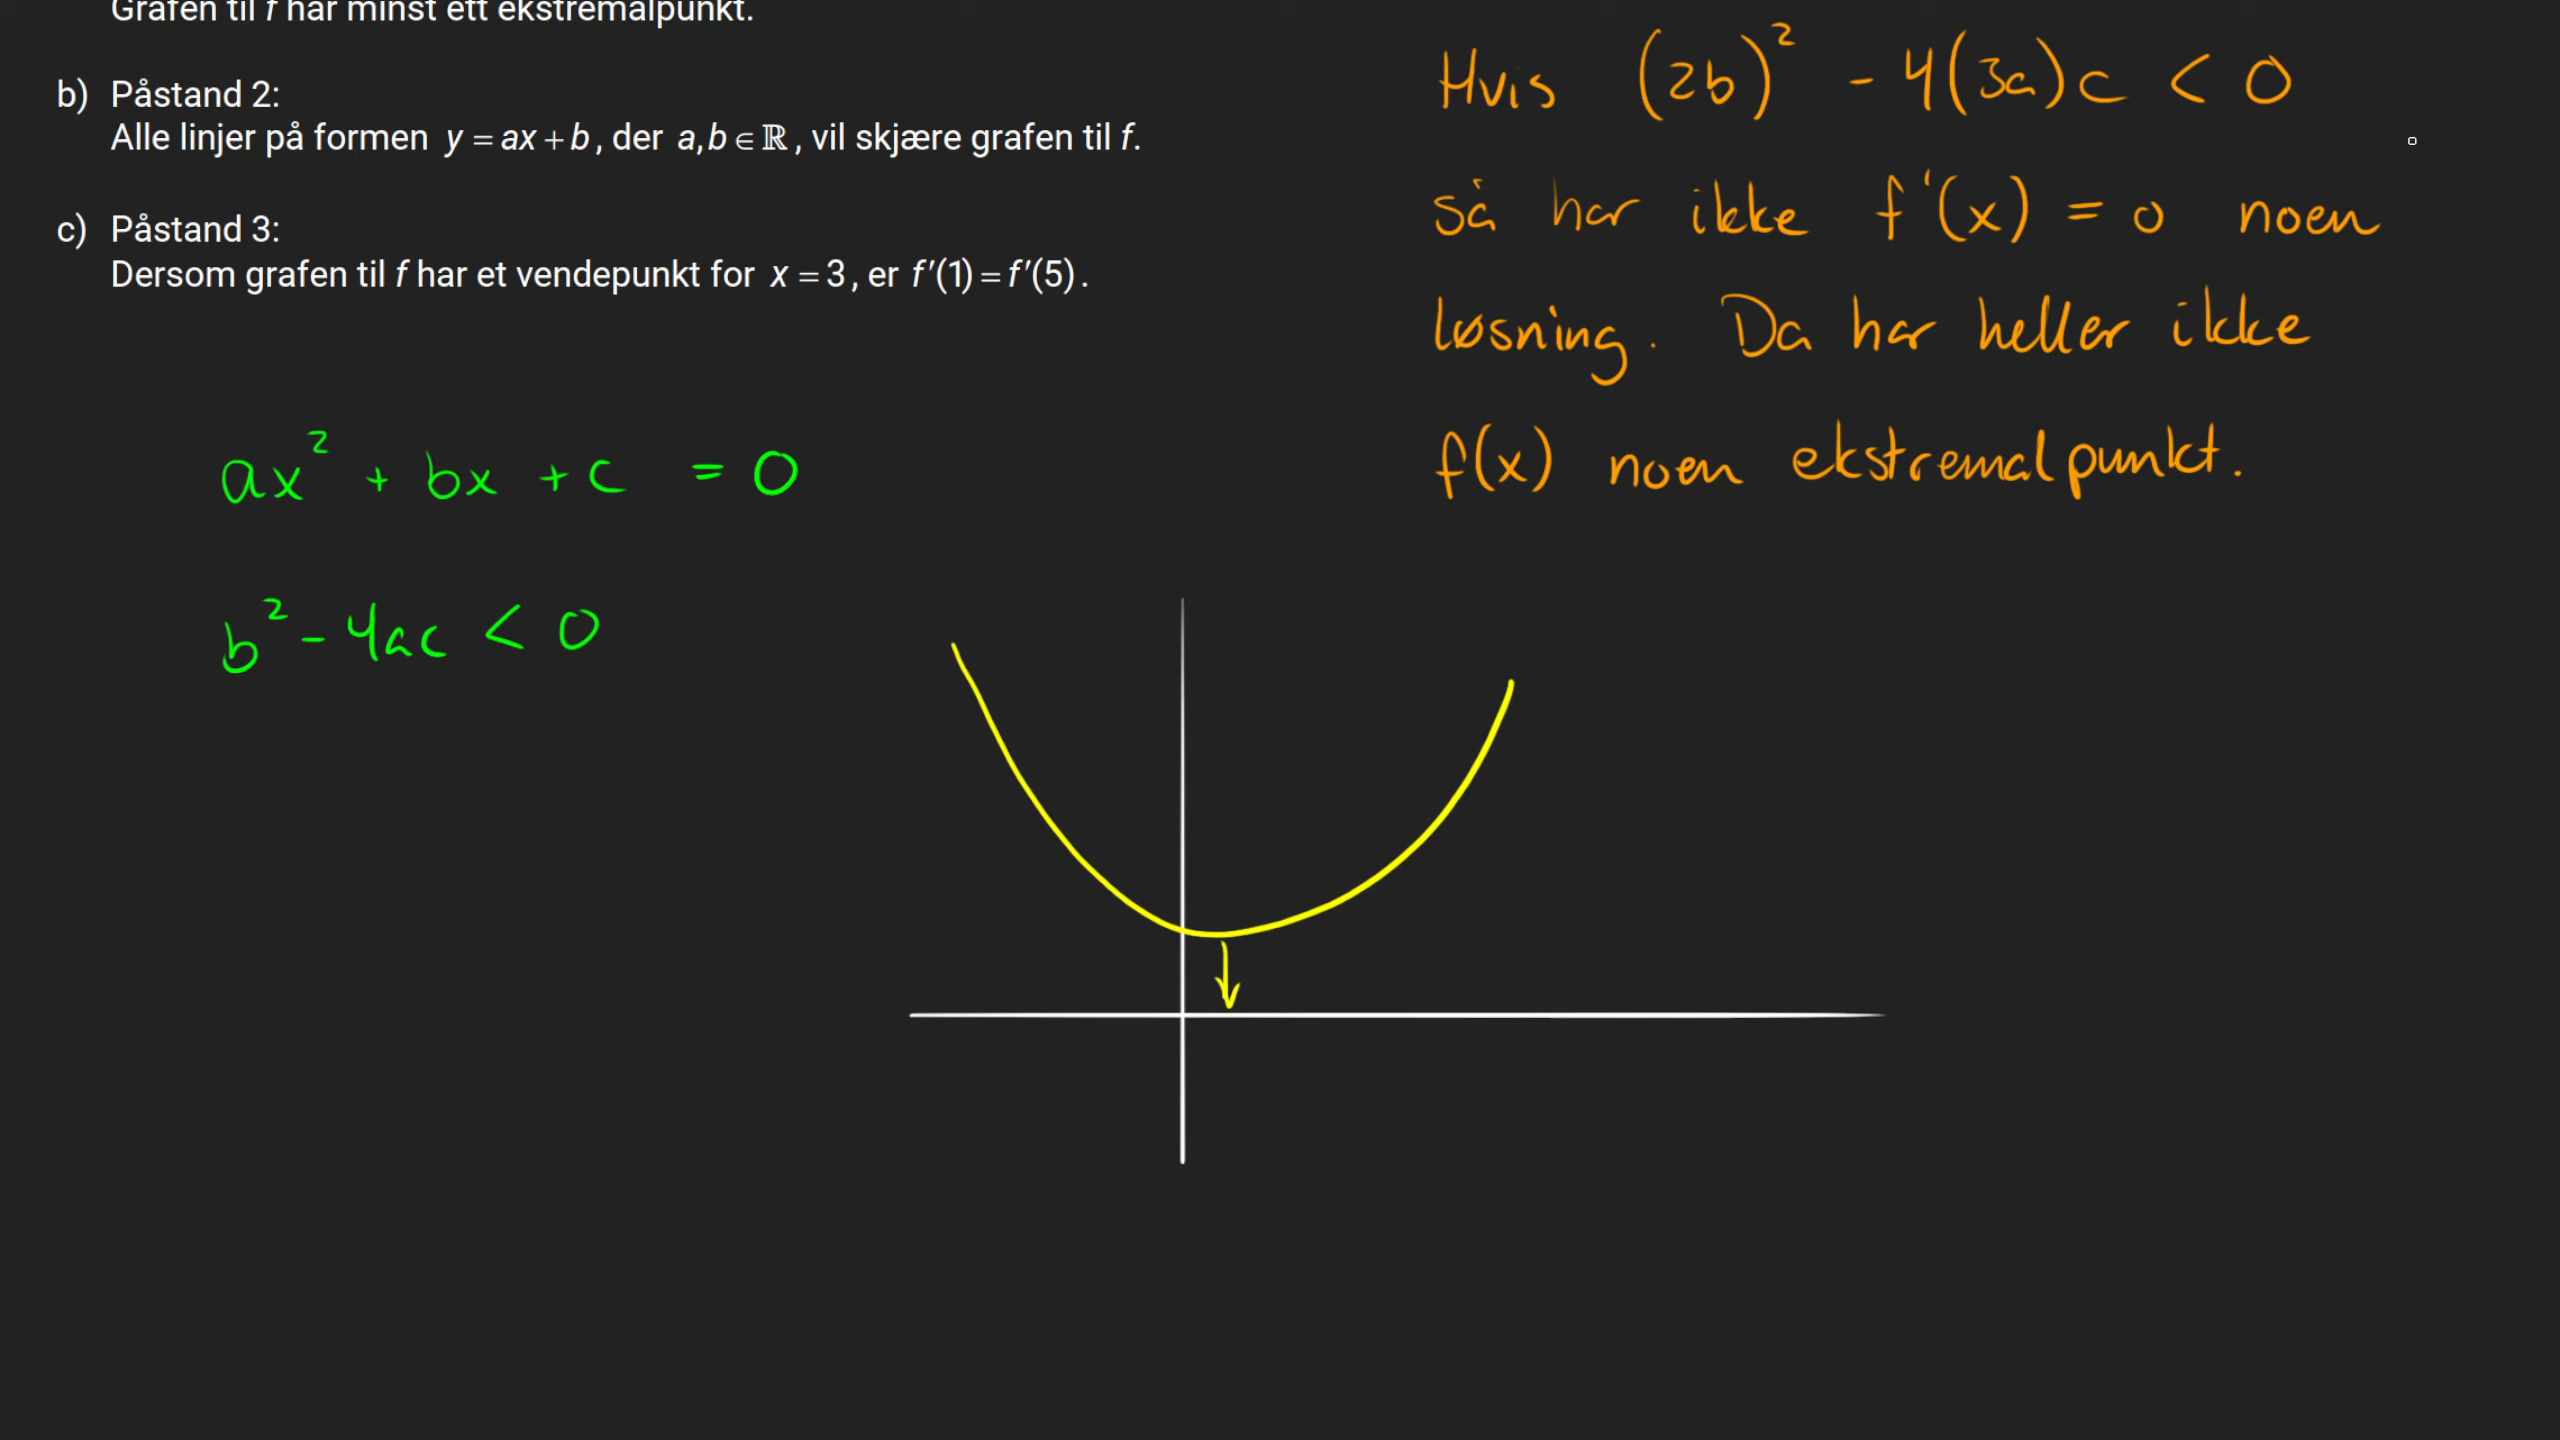 Grafen til f har minst ett ekstremalpunkt.
b) Påstand 2:
Alle linjer på formen y = ax + b, der a, b ∈ ℝ, vil skjære grafen til f.
c) Påstand 3:
Dersom grafen til f har et vendepunkt for x = 3, er f′(1) = f′(5).
Hvis (2b)² - 4(3a)c < 0
så har ikke f'(x) = 0 noen
løsning. Da har heller ikke
f(x) noen ekstremalpunkt.
ax² + bx + c = 0
b² - 4ac < 0